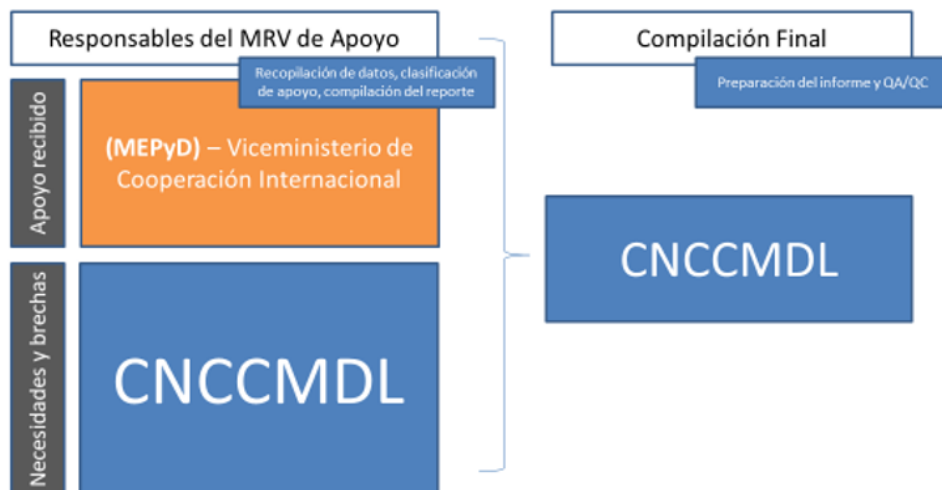 Responsables del MRV de Apoyo
Recopilación de datos, clasificación
de apoyo, compilación del reporte
Apoyo recibido
(MEPyD) – Viceministerio de
Cooperación Internacional
Necesidades y brechas
CNCCMDL
Compilación Final
Preparación del informe y QA/QC
CNCCMDL